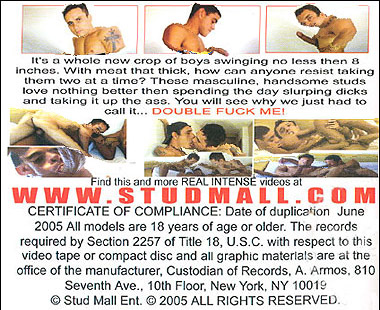 It's a whole new crop of boys swinging no less then 8
inches. With meat that thick, how can anyone resist taking
them two at a time? These masculine, handsome studs
love nothing better then spending the day slurping dicks
and taking it up the ass. You will see why we just had to
call it... DOUBLE FUCK ME!
Find this and more REAL INTENSE videos at
WWW.STUDMALL.COM
CERTIFICATE OF COMPLIANCE: Date of duplication June
2005 All models are 18 years of age or older. The records
required by Section 2257 of Title 18, U.S.C. with respect to this
video tape or compact disc and all graphic materials are at the
office of the manufacturer, Custodian of Records, A. Armos, 810
Seventh Ave., 10th Floor, New York, NY 10019
© Stud Mall Ent. © 2005 ALL RIGHTS RESERVED.